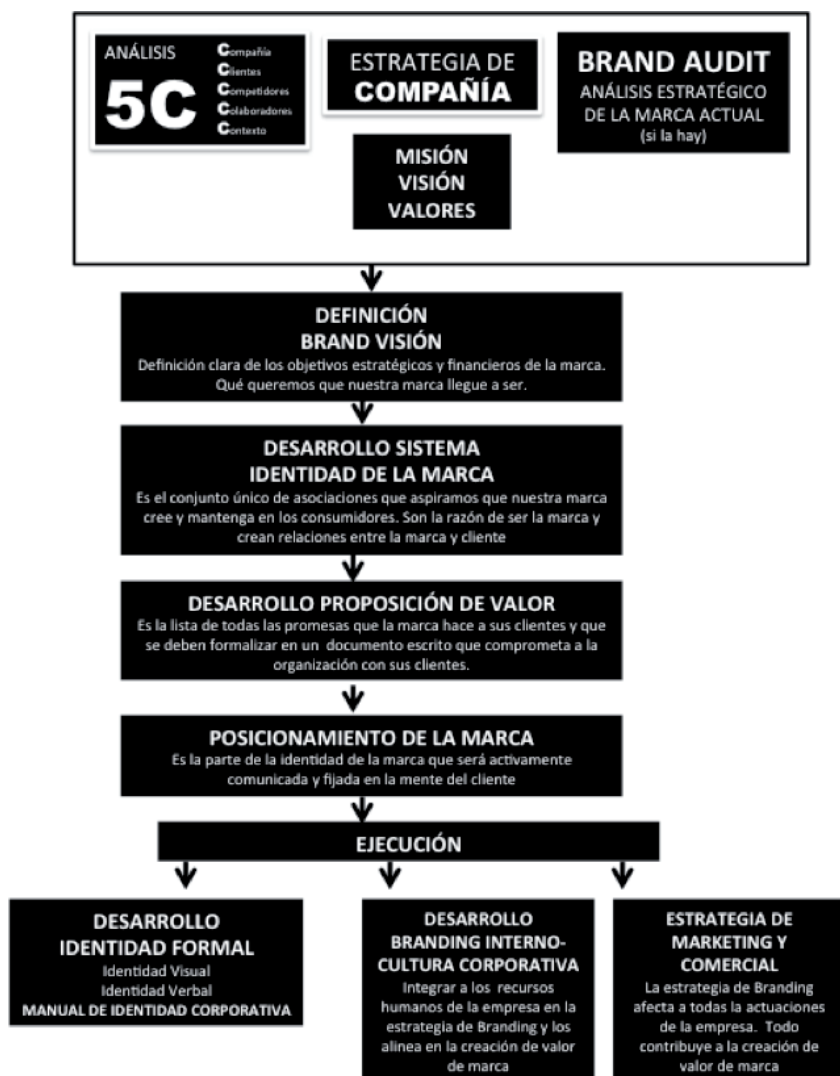 ANÁLISIS
5C
Compañía
Clientes
Competidores
Colaboradores
Contexto
ESTRATEGIA DE
COMPAÑÍA
BRAND AUDIT
ANÁLISIS ESTRATÉGICO
DE LA MARCA ACTUAL
(si la hay)
MISIÓN
VISIÓN
VALORES
DEFINICIÓN
BRAND VISIÓN
Definición clara de los objetivos estratégicos y financieros de la marca.
Qué queremos que nuestra marca llegue a ser.
DESARROLLO SISTEMA
IDENTIDAD DE LA MARCA
Es el conjunto único de asociaciones que aspiramos que nuestra marca
cree y mantenga en los consumidores. Son la razón de ser la marca y
crean relaciones entre la marca y cliente
DESARROLLO PROPOSICIÓN DE VALOR
Es la lista de todas las promesas que la marca hace a sus clientes y que
se deben formalizar en un documento escrito que comprometa a la
organización con sus clientes.
POSICIONAMIENTO DE LA MARCA
Es la parte de la identidad de la marca que será activamente
comunicada y fijada en la mente del cliente
EJECUCIÓN
DESARROLLO
IDENTIDAD FORMAL
Identidad Visual
Identidad Verbal
MANUAL DE IDENTIDAD CORPORATIVA
DESARROLLO
BRANDING INTERNO-
CULTURA CORPORATIVA
Integrar a los recursos
humanos de la empresa en la
estrategia de Branding y los
alinea en la creación de valor
de marca
ESTRATEGIA DE
MARKETING Y
COMERCIAL
La estrategia de Branding
afecta a todas la actuaciones
de la empresa. Todo
contribuye a la creación de
valor de marca